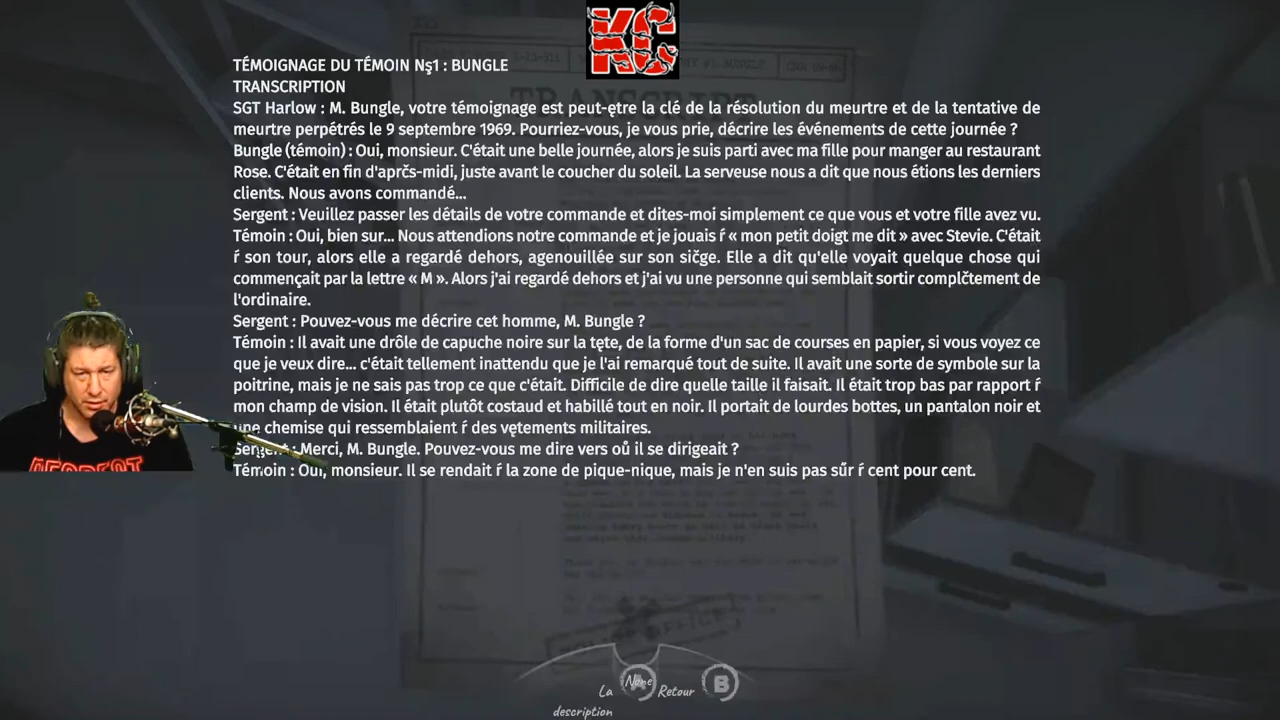 KC
TÉMOIGNAGE DU TÉMOIN Nş1 : BUNGLE
TRANSCRIPTION
SGT Harlow : M. Bungle, votre témoignage est peut-ętre la clé de la résolution du meurtre et de la tentative de
meurtre perpétrés le 9 septembre 1969. Pourriez-vous, je vous prie, décrire les événements de cette journée ?
Bungle (témoin) : Oui, monsieur. C'était une belle journée, alors je suis parti avec ma fille pour manger au restaurant
Rose. C'était en fin d'aprčs-midi, juste avant le coucher du soleil. La serveuse nous a dit que nous étions les derniers
clients. Nous avons commandé...
Sergent : Veuillez passer les détails de votre commande et dites-moi simplement ce que vous et votre fille avez vu.
Témoin : Oui, bien sur... Nous attendions notre commande et je jouais ŕ « mon petit doigt me dit » avec Stevie. C'était
ŕ son tour, alors elle a regardé dehors, agenouillée sur son sičge. Elle a dit qu'elle voyait quelque chose qui
commençait par la lettre « M ». Alors j'ai regardé dehors et j'ai vu une personne qui semblait sortir complčtement de
l'ordinaire.
Sergent : Pouvez-vous me décrire cet homme, M. Bungle ?
Témoin : Il avait une drôle de capuche noire sur la tęte, de la forme d'un sac de courses en papier, si vous voyez ce
que je veux dire... c'était tellement inattendu que je l'ai remarqué tout de suite. Il avait une sorte de symbole sur la
poitrine, mais je ne sais pas trop ce que c'était. Difficile de dire quelle taille il faisait. Il était trop bas par rapport ŕ
mon champ de vision. Il était plutôt costaud et habillé tout en noir. Il portait de lourdes bottes, un pantalon noir et
une chemise qui ressemblaient ŕ des vętements militaires.
Sergent : Merci, M. Bungle. Pouvez-vous me dire vers oů il se dirigeait ?
Témoin : Oui, monsieur. Il se rendait ŕ la zone de pique-nique, mais je n'en suis pas sűr ŕ cent pour cent.
TRANSCRIPT
La None A Retour B
description